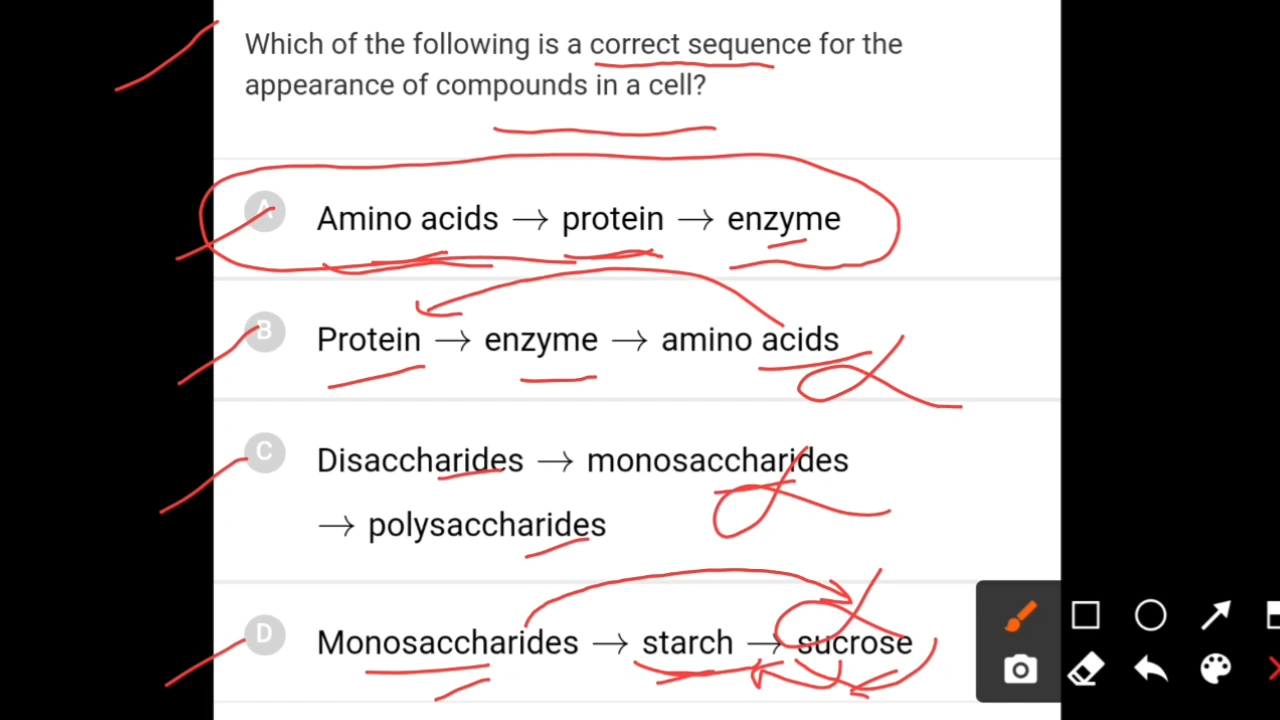 Which of the following is a correct sequence for the
appearance of compounds in a cell?
A Amino acids → protein → enzyme
B Protein → enzyme → amino acids
C Disaccharides → monosaccharides
→ polysaccharides
D Monosaccharides → starch → sucrose